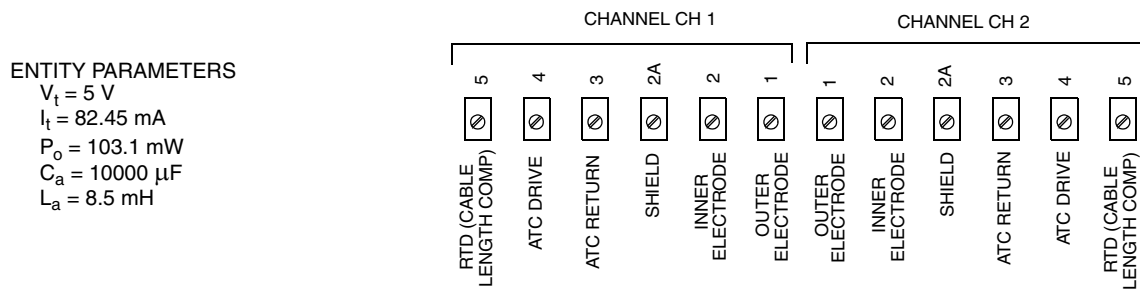 CHANNEL CH 1
CHANNEL CH 2
ENTITY PARAMETERS
Vt = 5 V
It = 82.45 mA
Po = 103.1 mW
Ca = 10000 μF
La = 8.5 mH
5
4
3
2A
2
1
1
2
2A
3
4
5
RTD (CABLE
LENGTH COMP)
ATC DRIVE
ATC RETURN
SHIELD
INNER
ELECTRODE
OUTER
ELECTRODE
OUTER
ELECTRODE
INNER
ELECTRODE
SHIELD
ATC RETURN
ATC DRIVE
RTD (CABLE
LENGTH COMP)